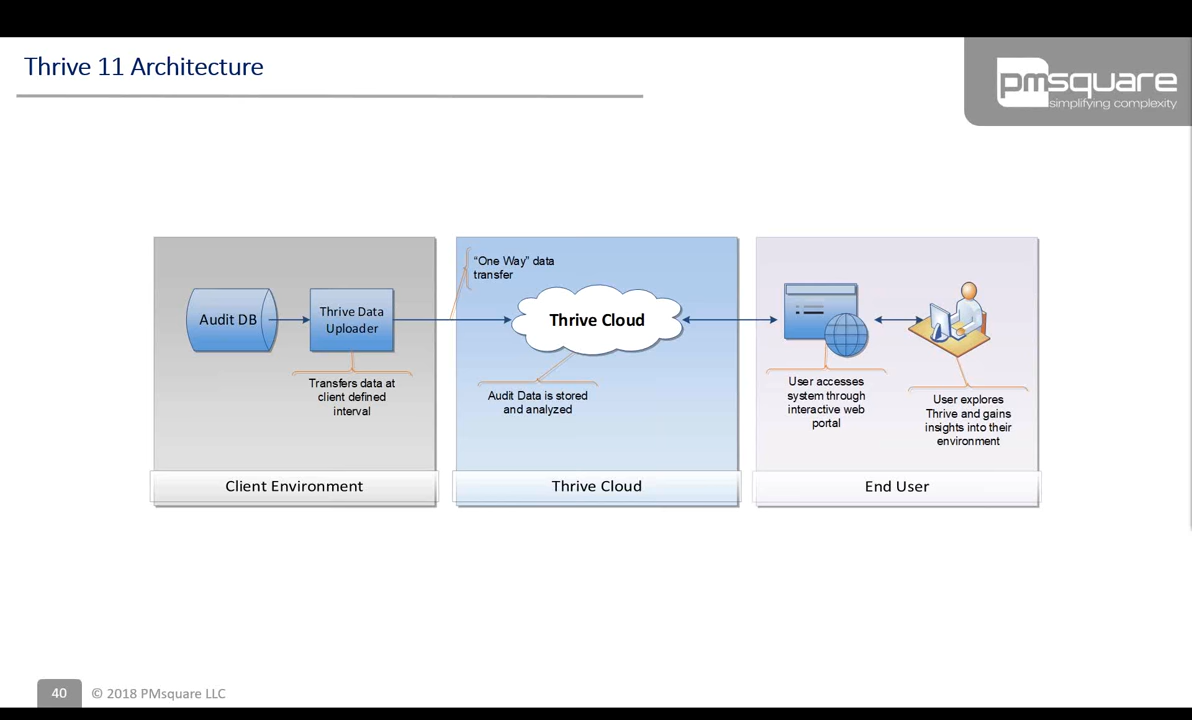 Thrive 11 Architecture
pmsquare
simplifying complexity
"One Way" data
transfer
Audit DB
Thrive Data
Uploader
Thrive Cloud
Transfers data at
client defined
interval
Audit Data is stored
and analyzed
User accesses
system through
interactive web
portal
User explores
Thrive and gains
insights into their
environment
Client Environment
Thrive Cloud
End User
40
© 2018 PMsquare LLC